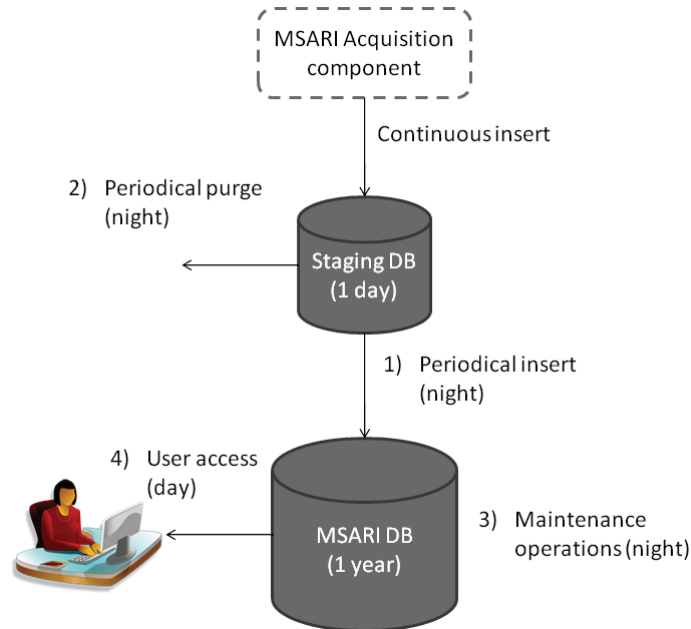 MSARI Acquisition
component
Continuous insert
2) Periodical purge
(night)
Staging DB
(1 day)
1) Periodical insert
(night)
4) User access
(day)
MSARI DB
(1 year)
3) Maintenance
operations (night)